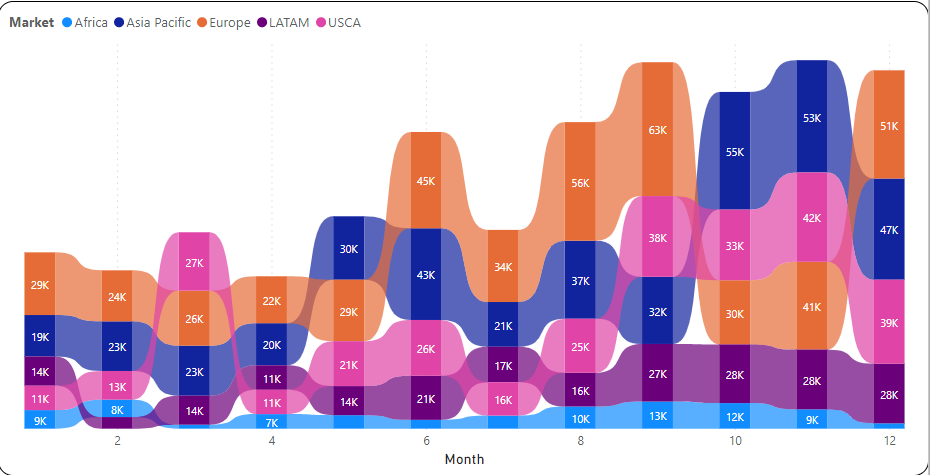 Market Africa Asia Pacific Europe LATAM USCA
29K
19K
14K
11K
9K
24K
23K
13K
8K
27K
26K
23K
14K
22K
20K
11K
11K
7K
30K
29K
21K
14K
45K
43K
26K
21K
34K
21K
17K
16K
56K
37K
25K
16K
10K
63K
38K
32K
27K
13K
55K
33K
30K
28K
12K
53K
42K
41K
28K
9K
51K
47K
39K
28K
2 4 6 8 10 12
Month